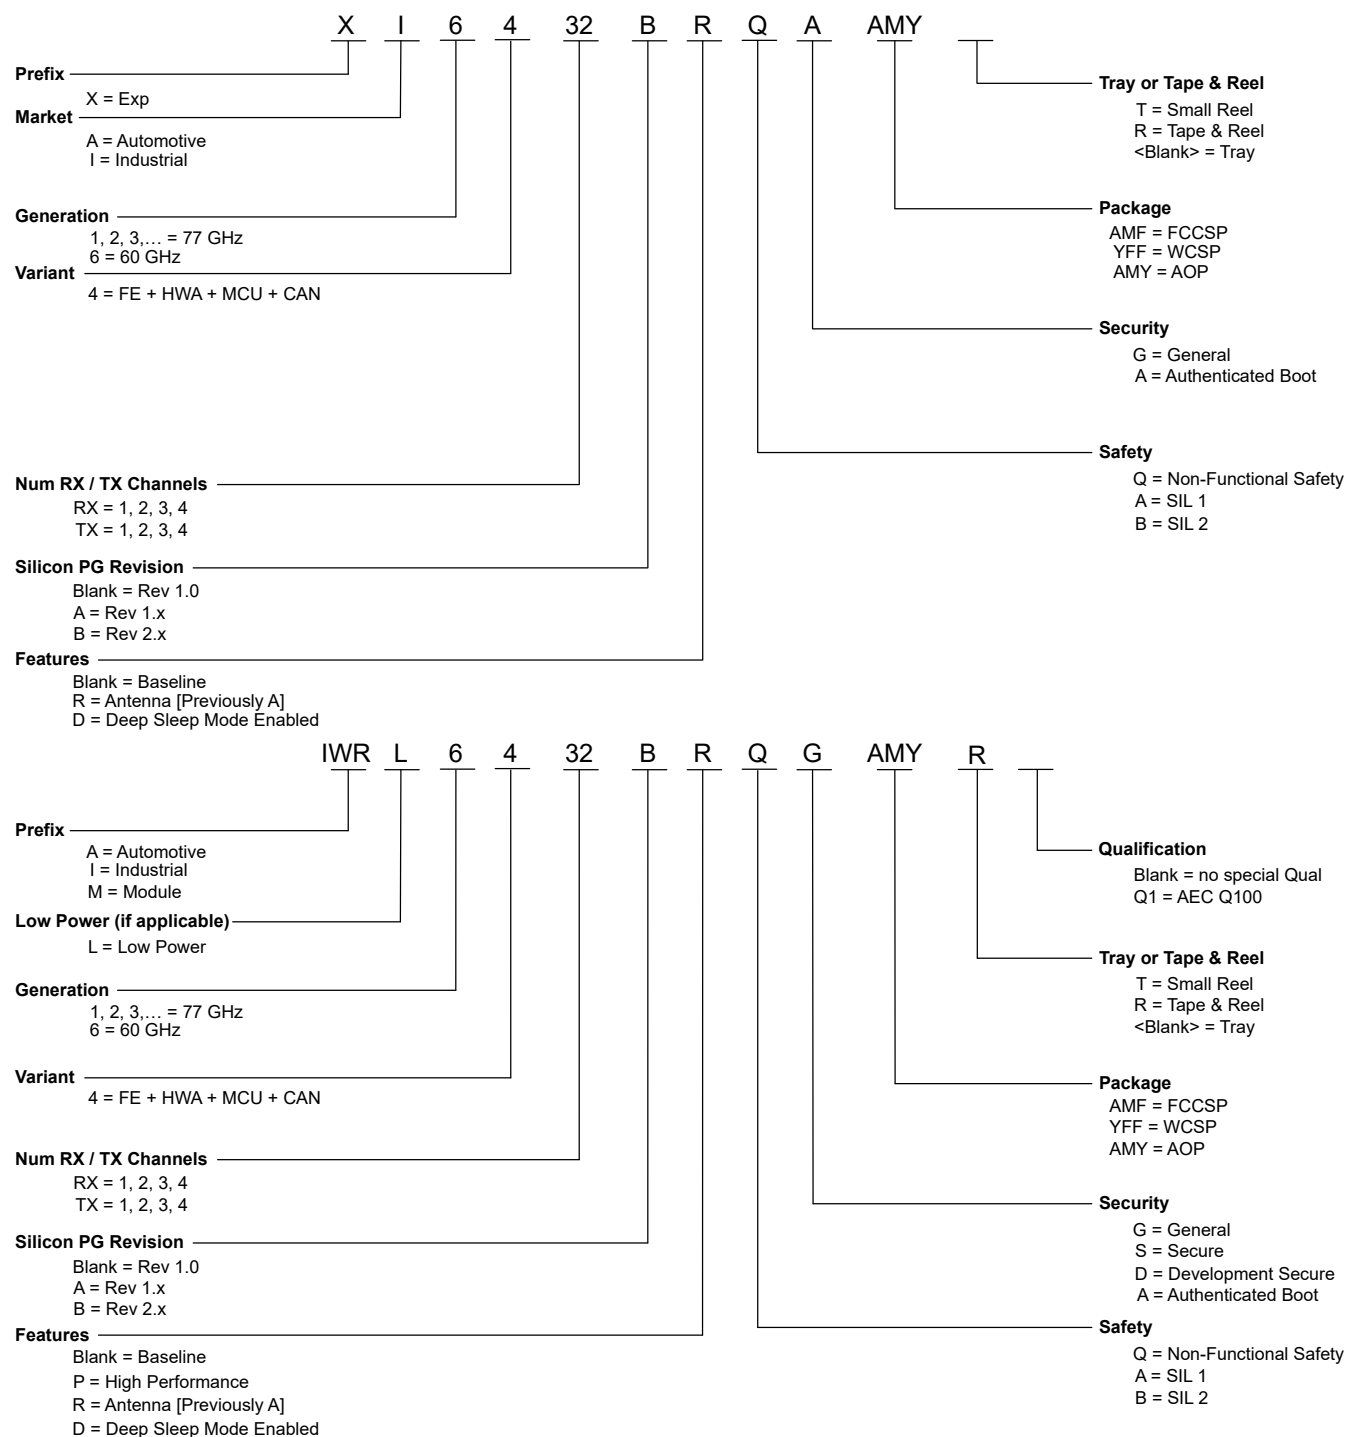 X I 6 4 32 B R Q A AMY
Prefix
X = Exp
Market
A = Automotive
I = Industrial
Generation
1, 2, 3,… = 77 GHz
6 = 60 GHz
Variant
4 = FE + HWA + MCU + CAN
Num RX / TX Channels
RX = 1, 2, 3, 4
TX = 1, 2, 3, 4
Silicon PG Revision
Blank = Rev 1.0
A = Rev 1.x
B = Rev 2.x
Features
Blank = Baseline
R = Antenna [Previously A]
D = Deep Sleep Mode Enabled
Tray or Tape & Reel
T = Small Reel
R = Tape & Reel
<Blank> = Tray
Package
AMF = FCCSP
YFF = WCSP
AMY = AOP
Security
G = General
A = Authenticated Boot
Safety
Q = Non-Functional Safety
A = SIL 1
B = SIL 2
IWR L 6 4 32 B R Q G AMY R
Prefix
A = Automotive
I = Industrial
M = Module
Low Power (if applicable)
L = Low Power
Generation
1, 2, 3,… = 77 GHz
6 = 60 GHz
Variant
4 = FE + HWA + MCU + CAN
Num RX / TX Channels
RX = 1, 2, 3, 4
TX = 1, 2, 3, 4
Silicon PG Revision
Blank = Rev 1.0
A = Rev 1.x
B = Rev 2.x
Features
Blank = Baseline
P = High Performance
R = Antenna [Previously A]
D = Deep Sleep Mode Enabled
Qualification
Blank = no special Qual
Q1 = AEC Q100
Tray or Tape & Reel
T = Small Reel
R = Tape & Reel
<Blank> = Tray
Package
AMF = FCCSP
YFF = WCSP
AMY = AOP
Security
G = General
S = Secure
D = Development Secure
A = Authenticated Boot
Safety
Q = Non-Functional Safety
A = SIL 1
B = SIL 2